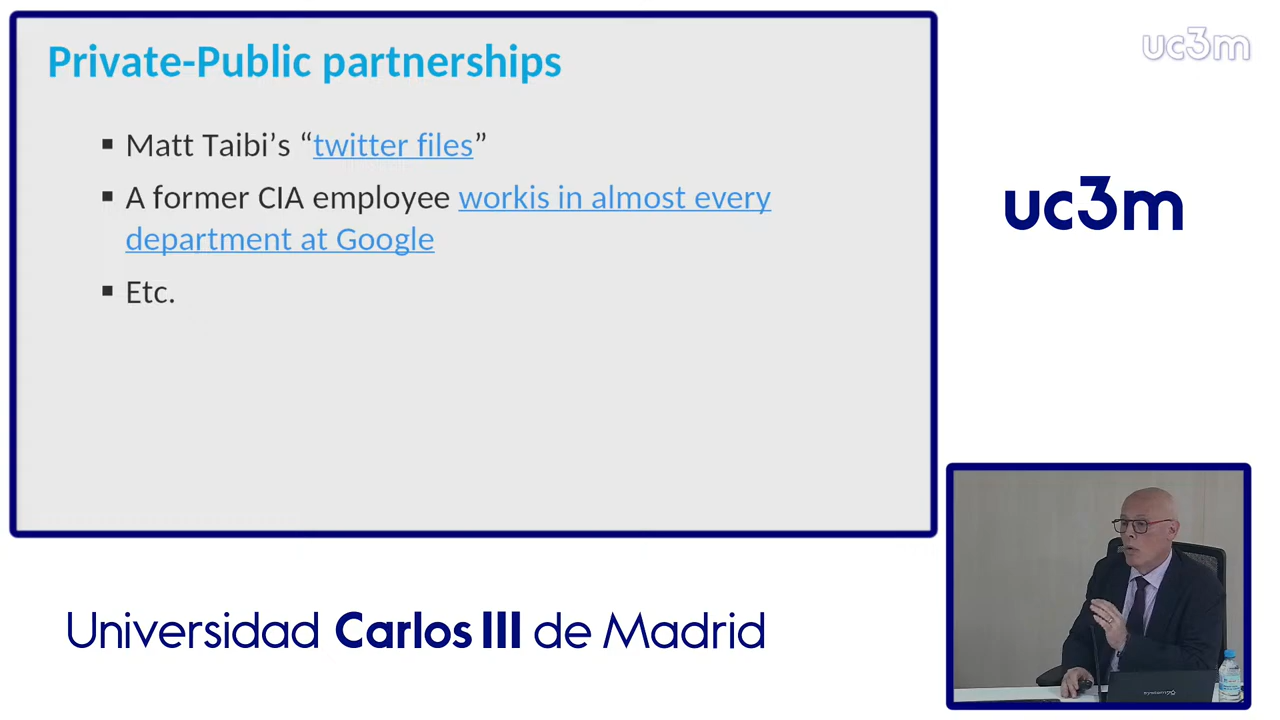 Private-Public partnerships
uc3m
▪ Matt Taibi’s “twitter files”
▪ A former CIA employee workis in almost every
department at Google
▪ Etc.
uc3m
Universidad Carlos III de Madrid